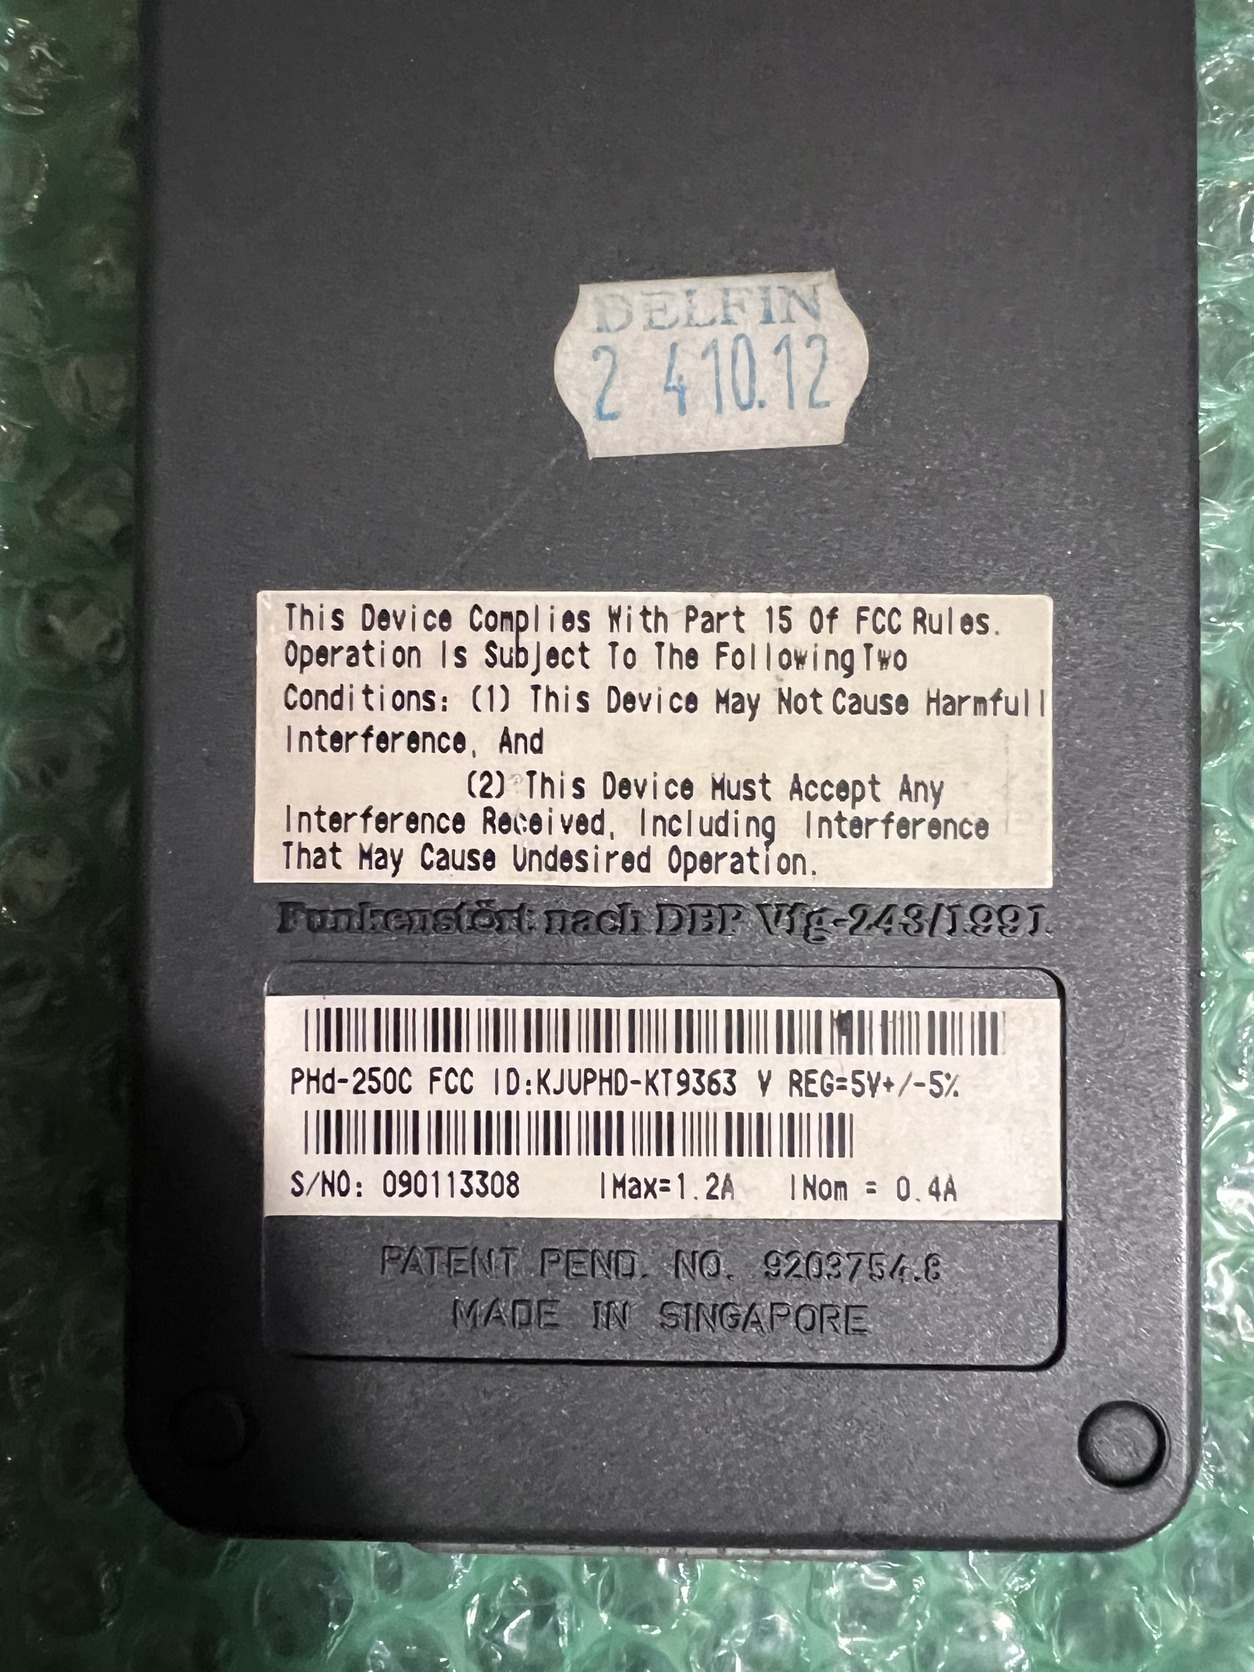 DELFIN
2 410.12
This Device Complies With Part 15 Of FCC Rules.
Operation Is Subject To The Following Two
Conditions: (1) This Device May Not Cause Harmfull
Interference, And
(2) This Device Must Accept Any
Interference Received, Including Interference
That May Cause Undesired Operation.
Funkenstört nach DBP Vfg-243/1991.
PHd-250C FCC ID:KJUPHD-KT9363 V REG=5V+/-5%
S/NO: 090113308 IMax=1.2A INom = 0.4A
PATENT PEND. NO. 9203754.8
MADE IN SINGAPORE